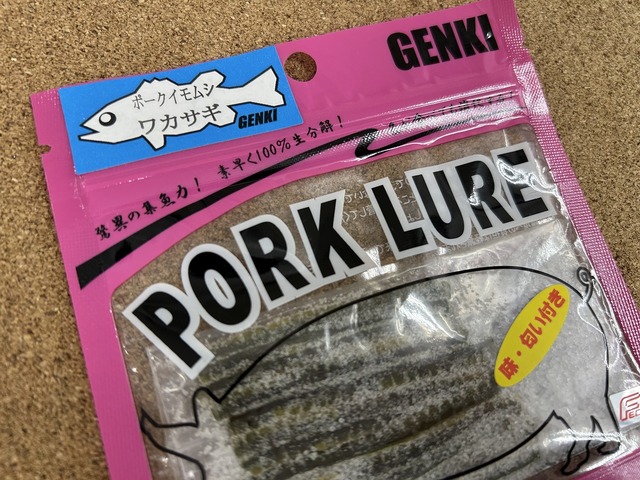 GENKI
ポークイモムシ
ワカサギ
GENKI
驚異の集魚力! 素早く100%生分解!
PORK LURE
味・匂い付き